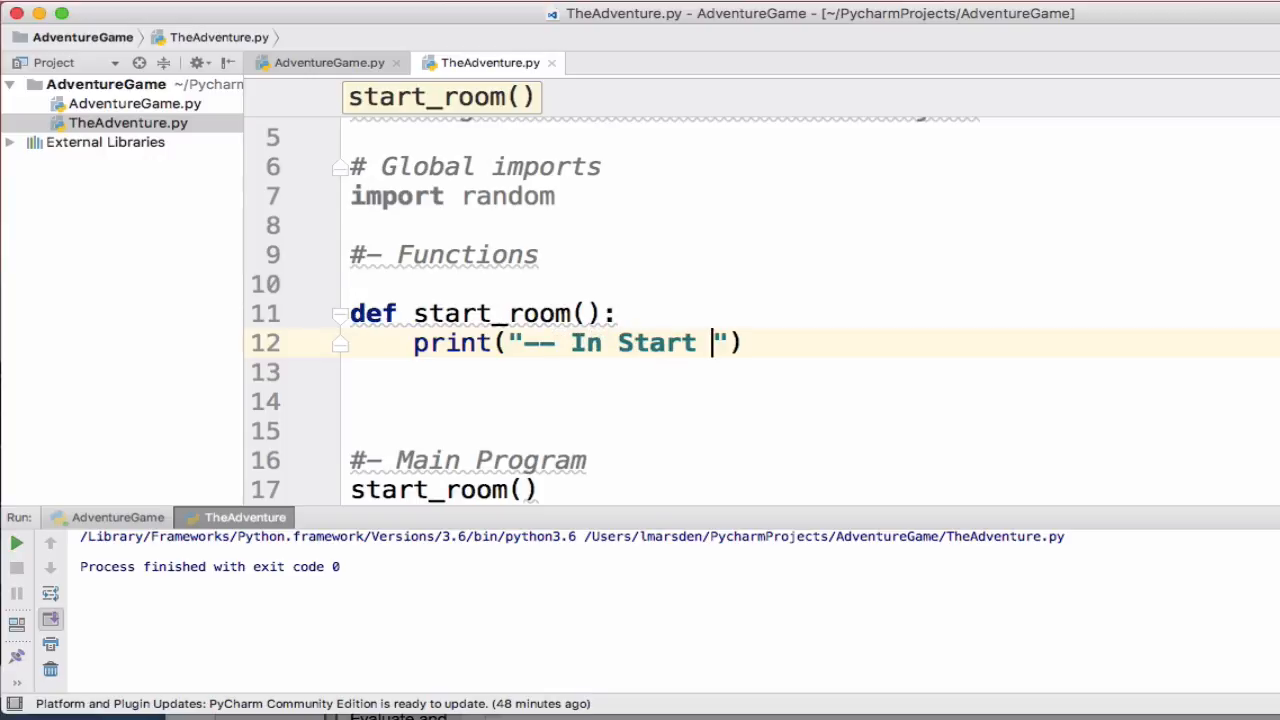 TheAdventure.py - AdventureGame - [~/PycharmProjects/AdventureGame]
AdventureGame TheAdventure.py
Project
AdventureGame.py TheAdventure.py
AdventureGame ~/Pycharm
AdventureGame.py
TheAdventure.py
External Libraries
start_room()
5
6 # Global imports
7 import random
8
9 #- Functions
10
11 def start_room():
12 print("-- In Start ")
13
14
15
16 #- Main Program
17 start_room()
Run: AdventureGame TheAdventure
/Library/Frameworks/Python.framework/Versions/3.6/bin/python3.6 /Users/lmarsden/PycharmProjects/AdventureGame/TheAdventure.py
Process finished with exit code 0
Platform and Plugin Updates: PyCharm Community Edition is ready to update. (48 minutes ago)
Evaluate and